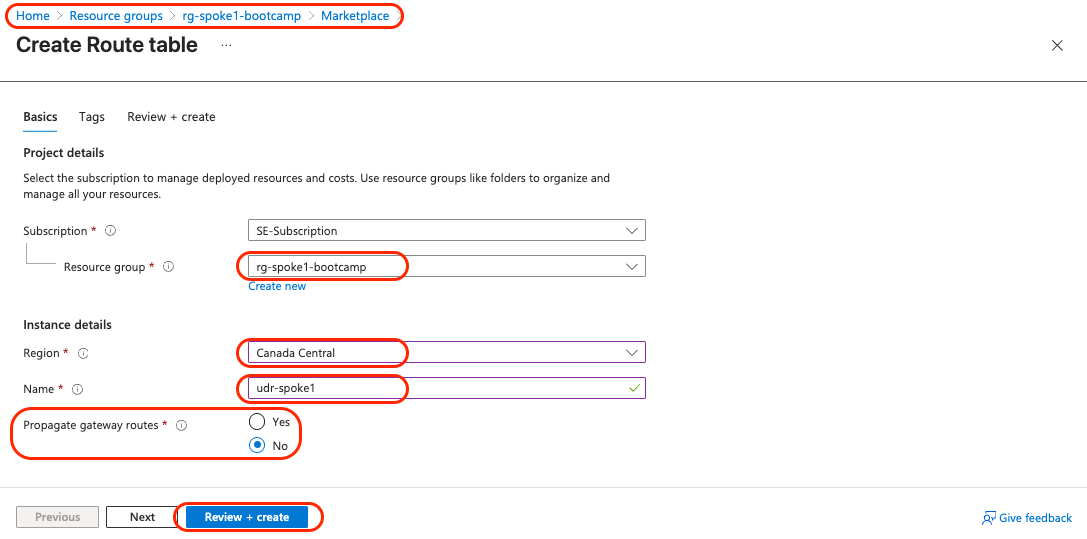 Home > Resource groups > rg-spoke1-bootcamp > Marketplace >
Create Route table ...
Basics Tags Review + create
Project details
Select the subscription to manage deployed resources and costs. Use resource groups like folders to organize and
manage all your resources.
Subscription * SE-Subscription
Resource group * rg-spoke1-bootcamp
Create new
Instance details
Region * Canada Central
Name * udr-spoke1
Propagate gateway routes * Yes
No
Previous Next Review + create Give feedback